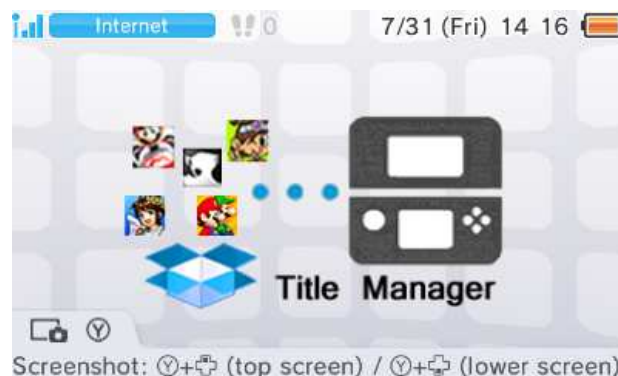 Internet 0 7/31 (Fri) 14 16
Title Manager
Ⓨ
Screenshot: Ⓨ+ (top screen) / Ⓨ+ (lower screen)